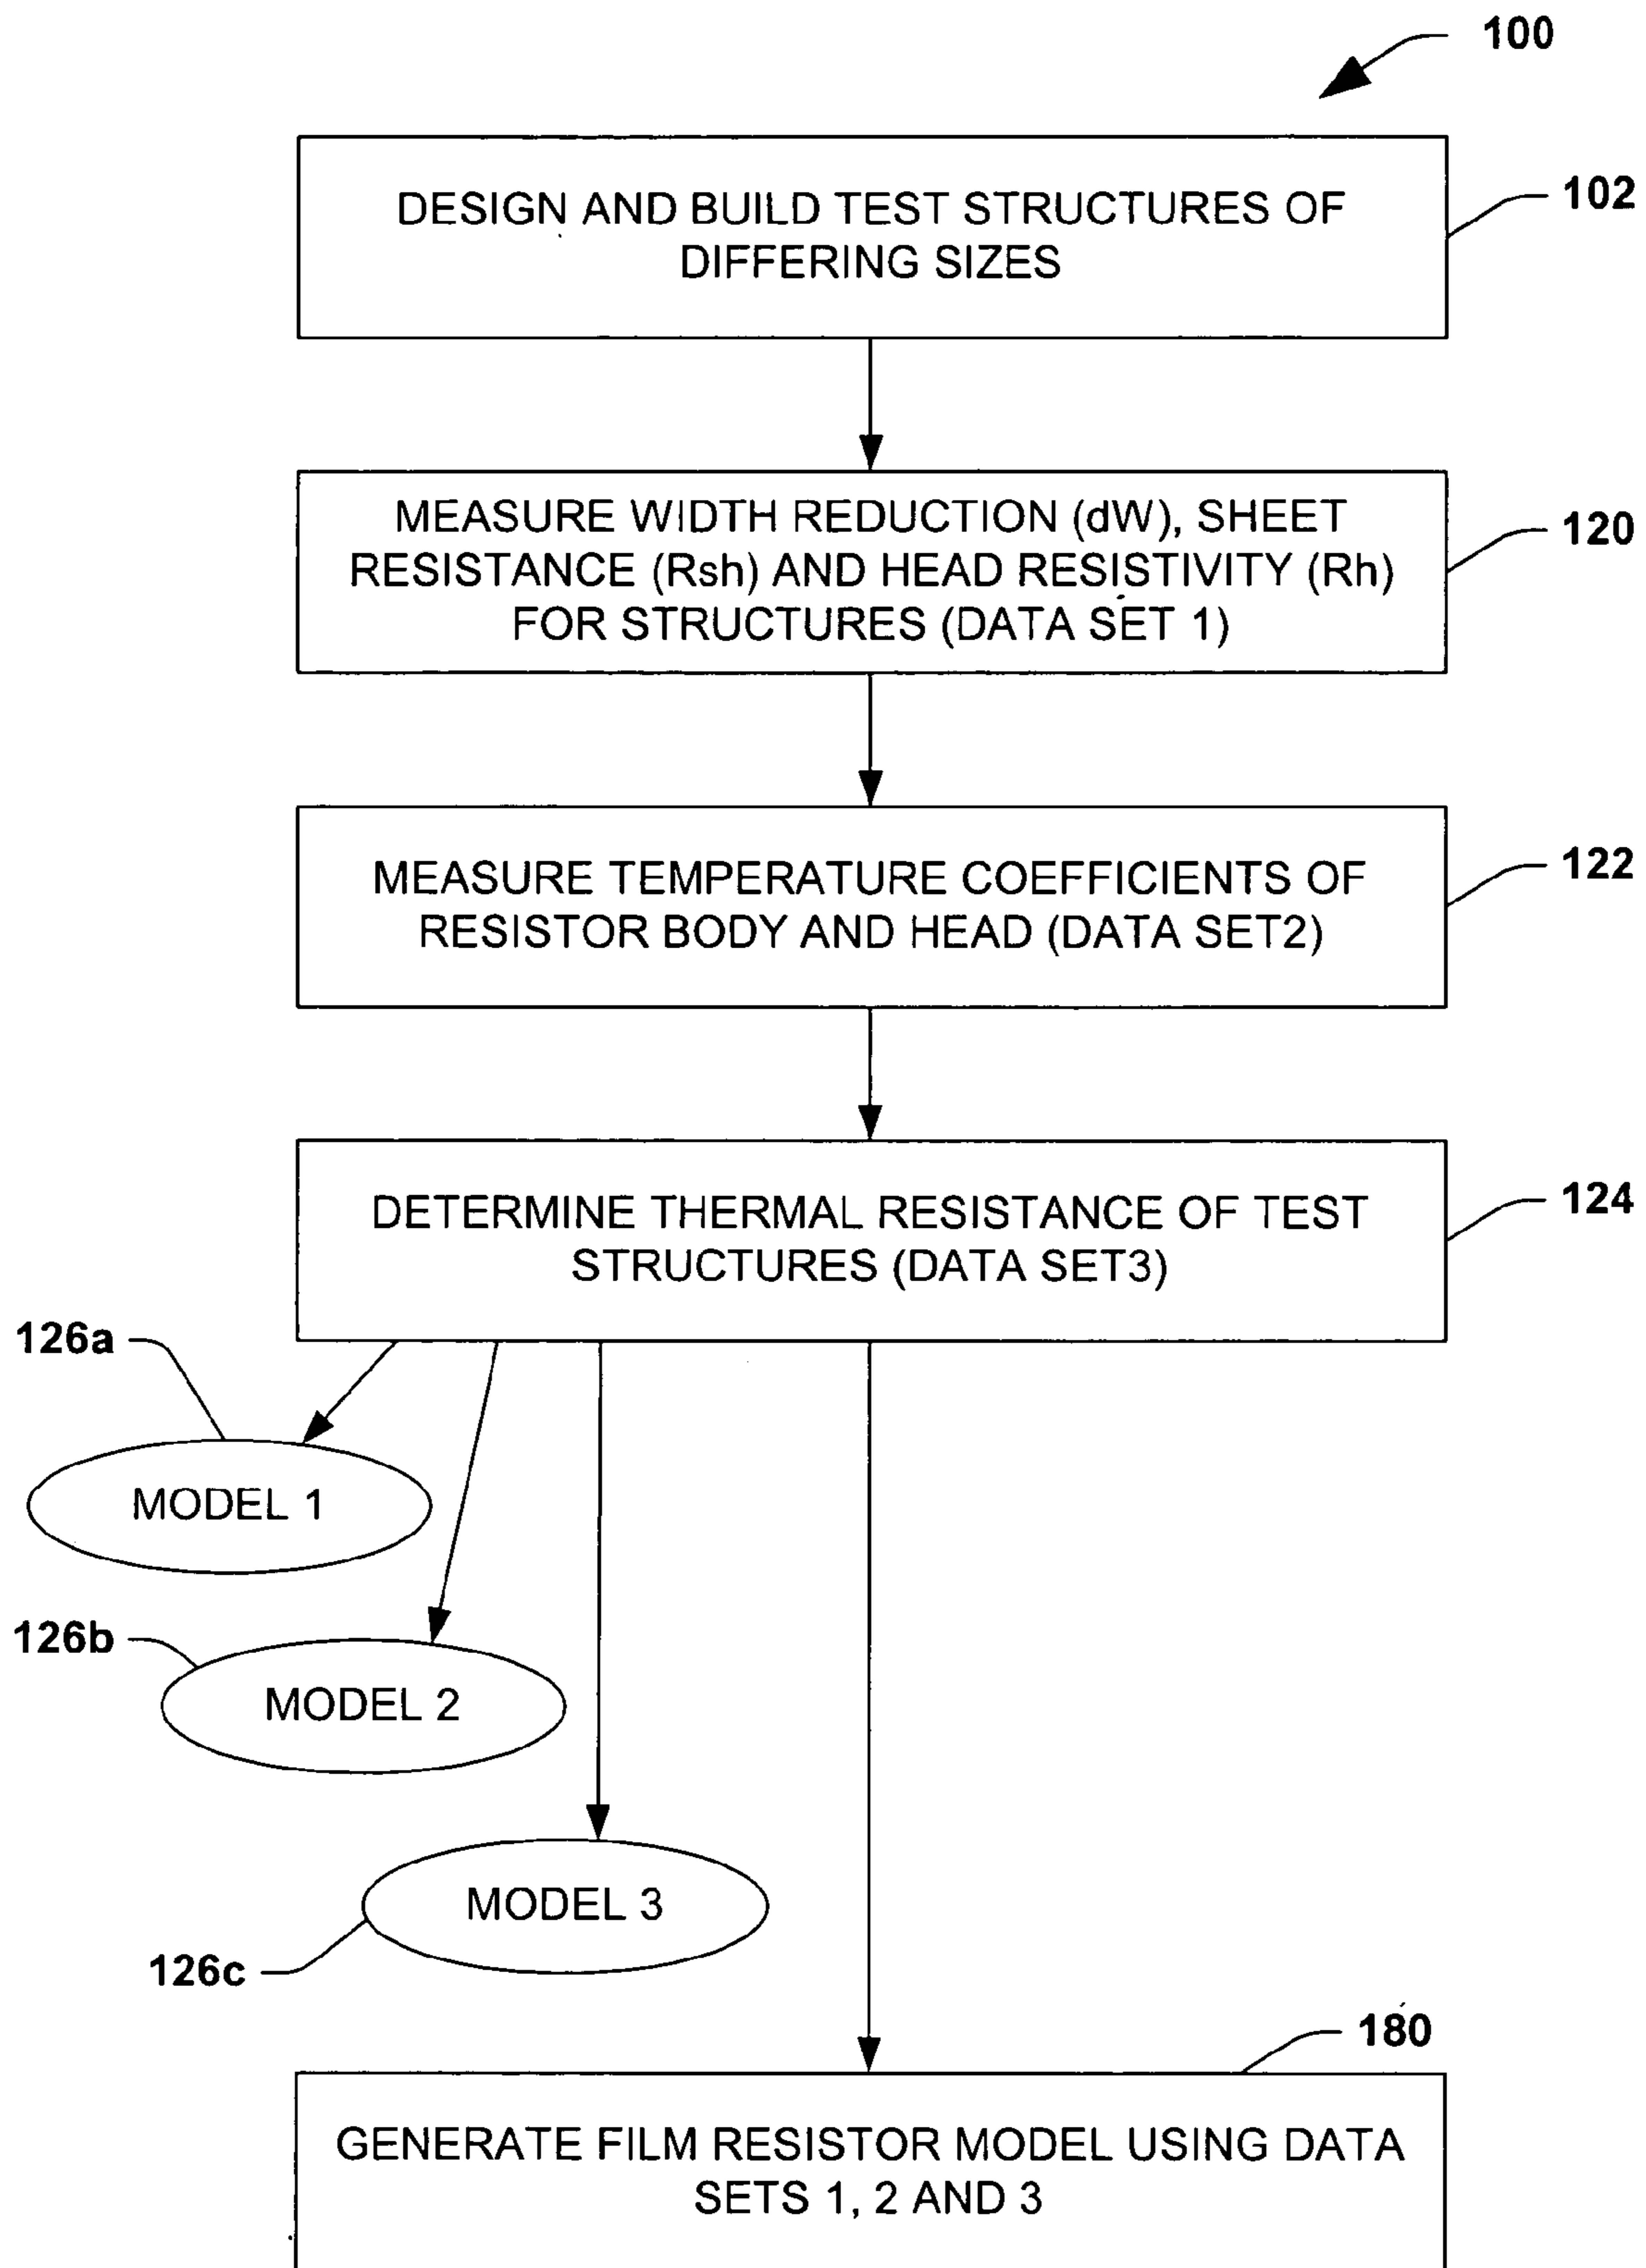 100
DESIGN AND BUILD TEST STRUCTURES OF
DIFFERING SIZES
102
MEASURE WIDTH REDUCTION (dW), SHEET
RESISTANCE (Rsh) AND HEAD RESISTIVITY (Rh)
FOR STRUCTURES (DATA SET 1)
120
MEASURE TEMPERATURE COEFFICIENTS OF
RESISTOR BODY AND HEAD (DATA SET2)
122
DETERMINE THERMAL RESISTANCE OF TEST
STRUCTURES (DATA SET3)
124
126a
MODEL 1
126b
MODEL 2
MODEL 3
126c
180
GENERATE FILM RESISTOR MODEL USING DATA
SETS 1, 2 AND 3